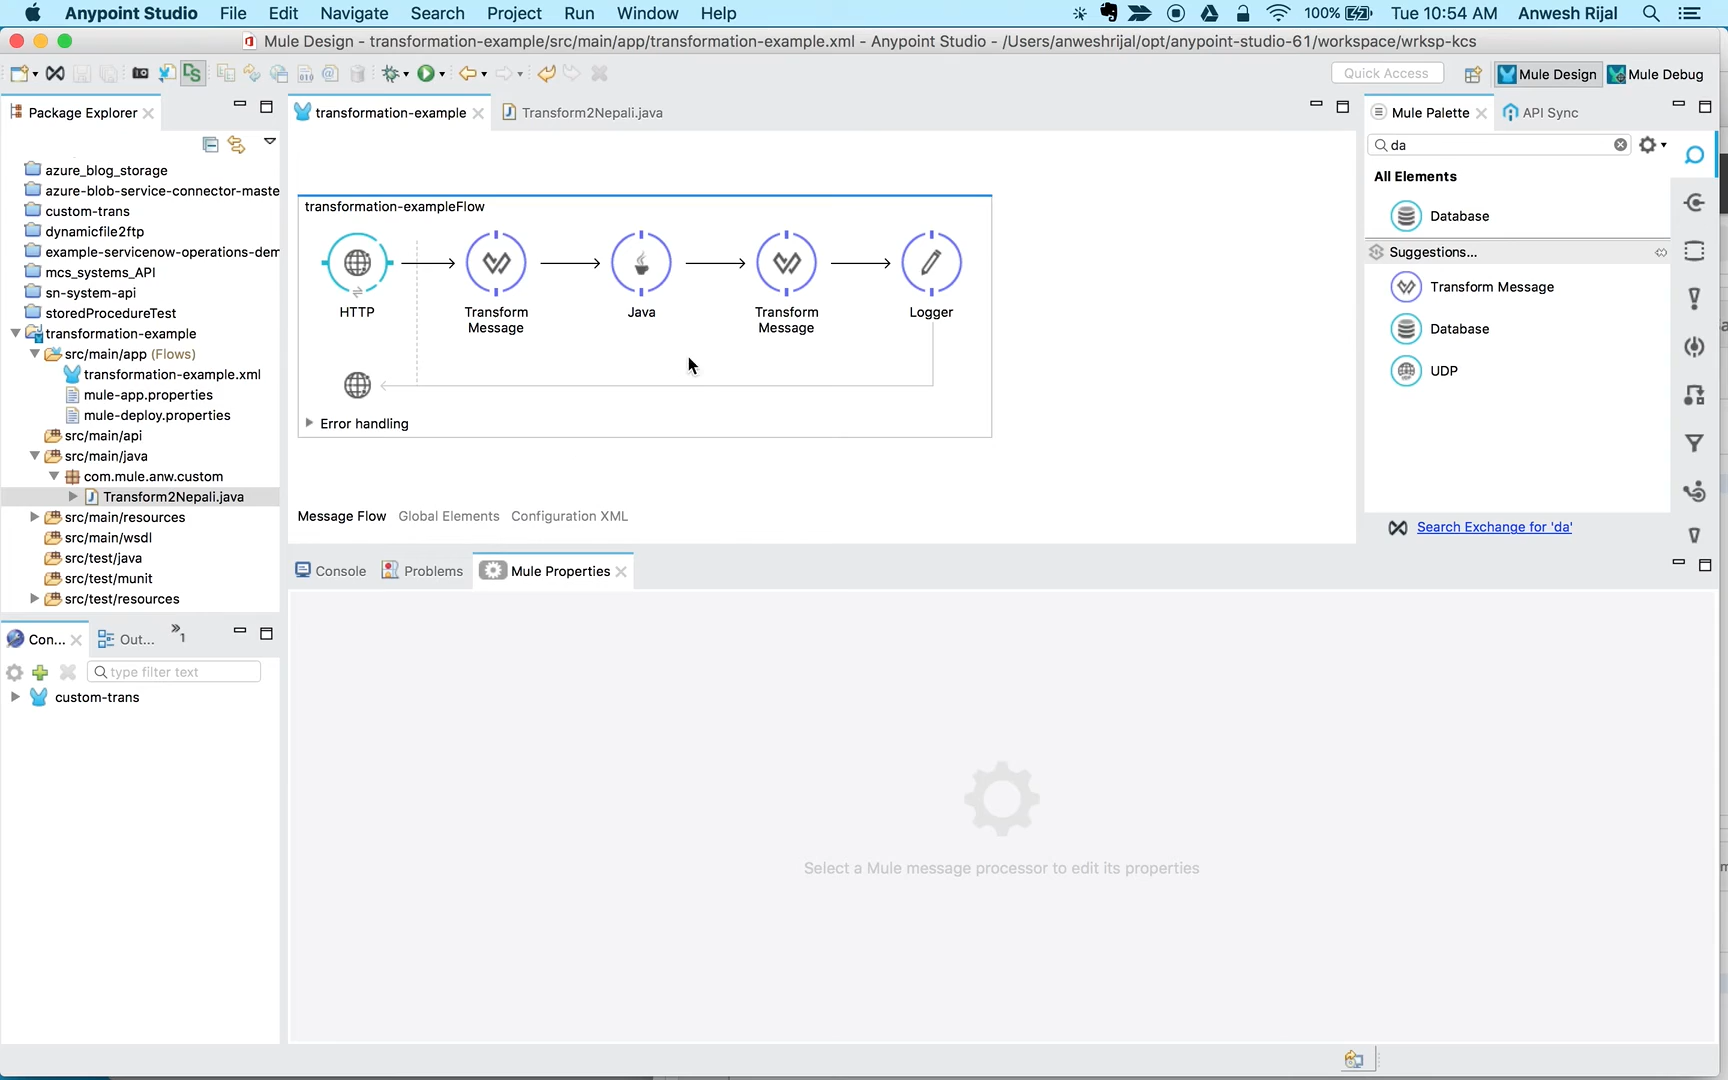 Anypoint Studio File Edit Navigate Search Project Run Window Help 100% Tue 10:54 AM Anwesh Rijal
Mule Design - transformation-example/src/main/app/transformation-example.xml - Anypoint Studio - /Users/anweshrijal/opt/anypoint-studio-61/workspace/wrksp-kcs
Quick Access Mule Design Mule Debug
Package Explorer
azure_blog_storage
azure-blob-service-connector-maste
custom-trans
dynamicfile2ftp
example-servicenow-operations-dem
mcs_systems_API
sn-system-api
storedProcedureTest
transformation-example
src/main/app (Flows)
transformation-example.xml
mule-app.properties
mule-deploy.properties
src/main/api
src/main/java
com.mule.anw.custom
Transform2Nepali.java
src/main/resources
src/main/wsdl
src/test/java
src/test/munit
src/test/resources
Con... Out... »1
type filter text
custom-trans
transformation-example Transform2Nepali.java
transformation-exampleFlow
HTTP
Transform
Message
Java
Transform
Message
Logger
Error handling
Message Flow Global Elements Configuration XML
Console Problems Mule Properties
Select a Mule message processor to edit its properties
Mule Palette API Sync
da
All Elements
Database
Suggestions...
Transform Message
Database
UDP
Search Exchange for 'da'